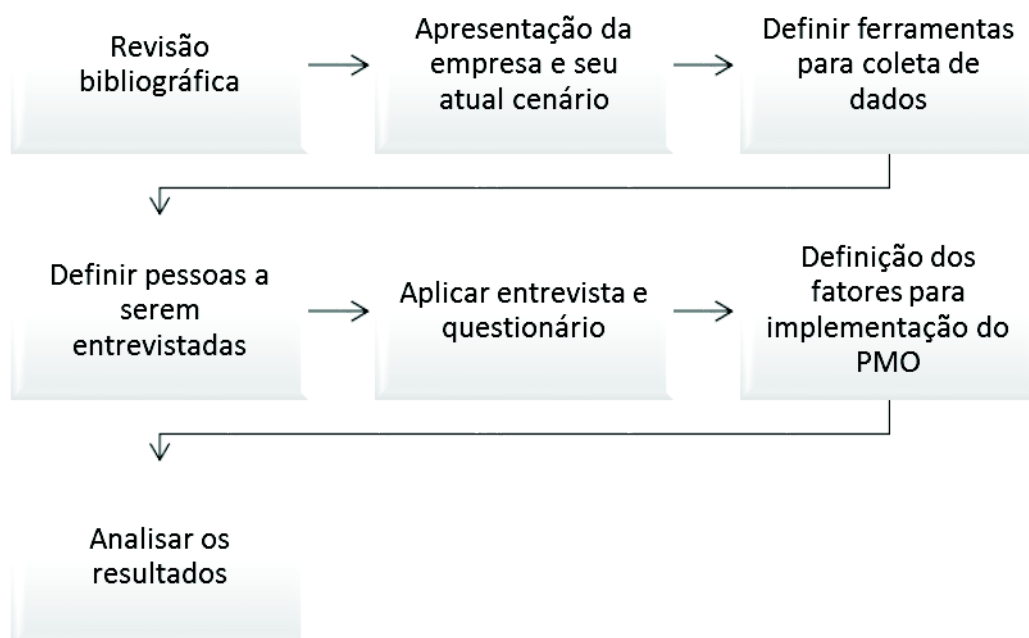 Revisão
bibliográfica
Apresentação da
empresa e seu
atual cenário
Definir ferramentas
para coleta de
dados
Definir pessoas a
serem
entrevistadas
Aplicar entrevista e
questionário
Definição dos
fatores para
implementação do
PMO
Analisar os
resultados